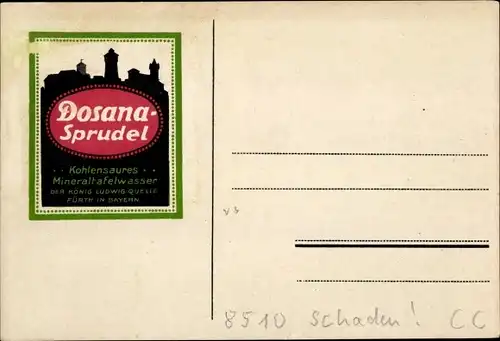 Dosana-
Sprudel
·· Kohlensaures ··
Mineraltafelwasser
DER KÖNIG LUDWIG-QUELLE
FÜRTH IN BAYERN
8510 Schaden! CC